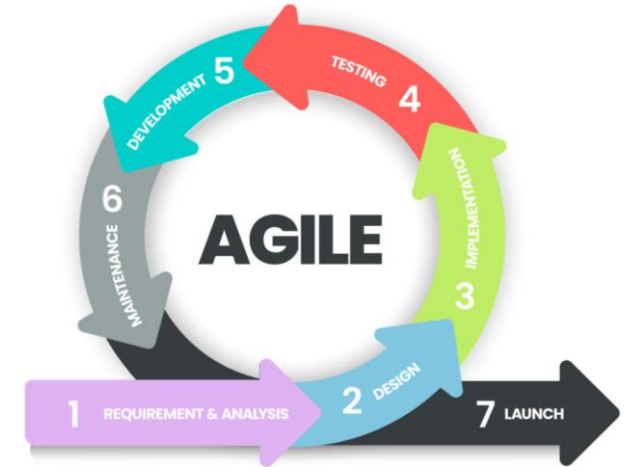 AGILE
1 REQUIREMENT & ANALYSIS
2 DESIGN
3 IMPLEMENTATION
4 TESTING
5 DEVELOPMENT
6 MAINTENANCE
7 LAUNCH